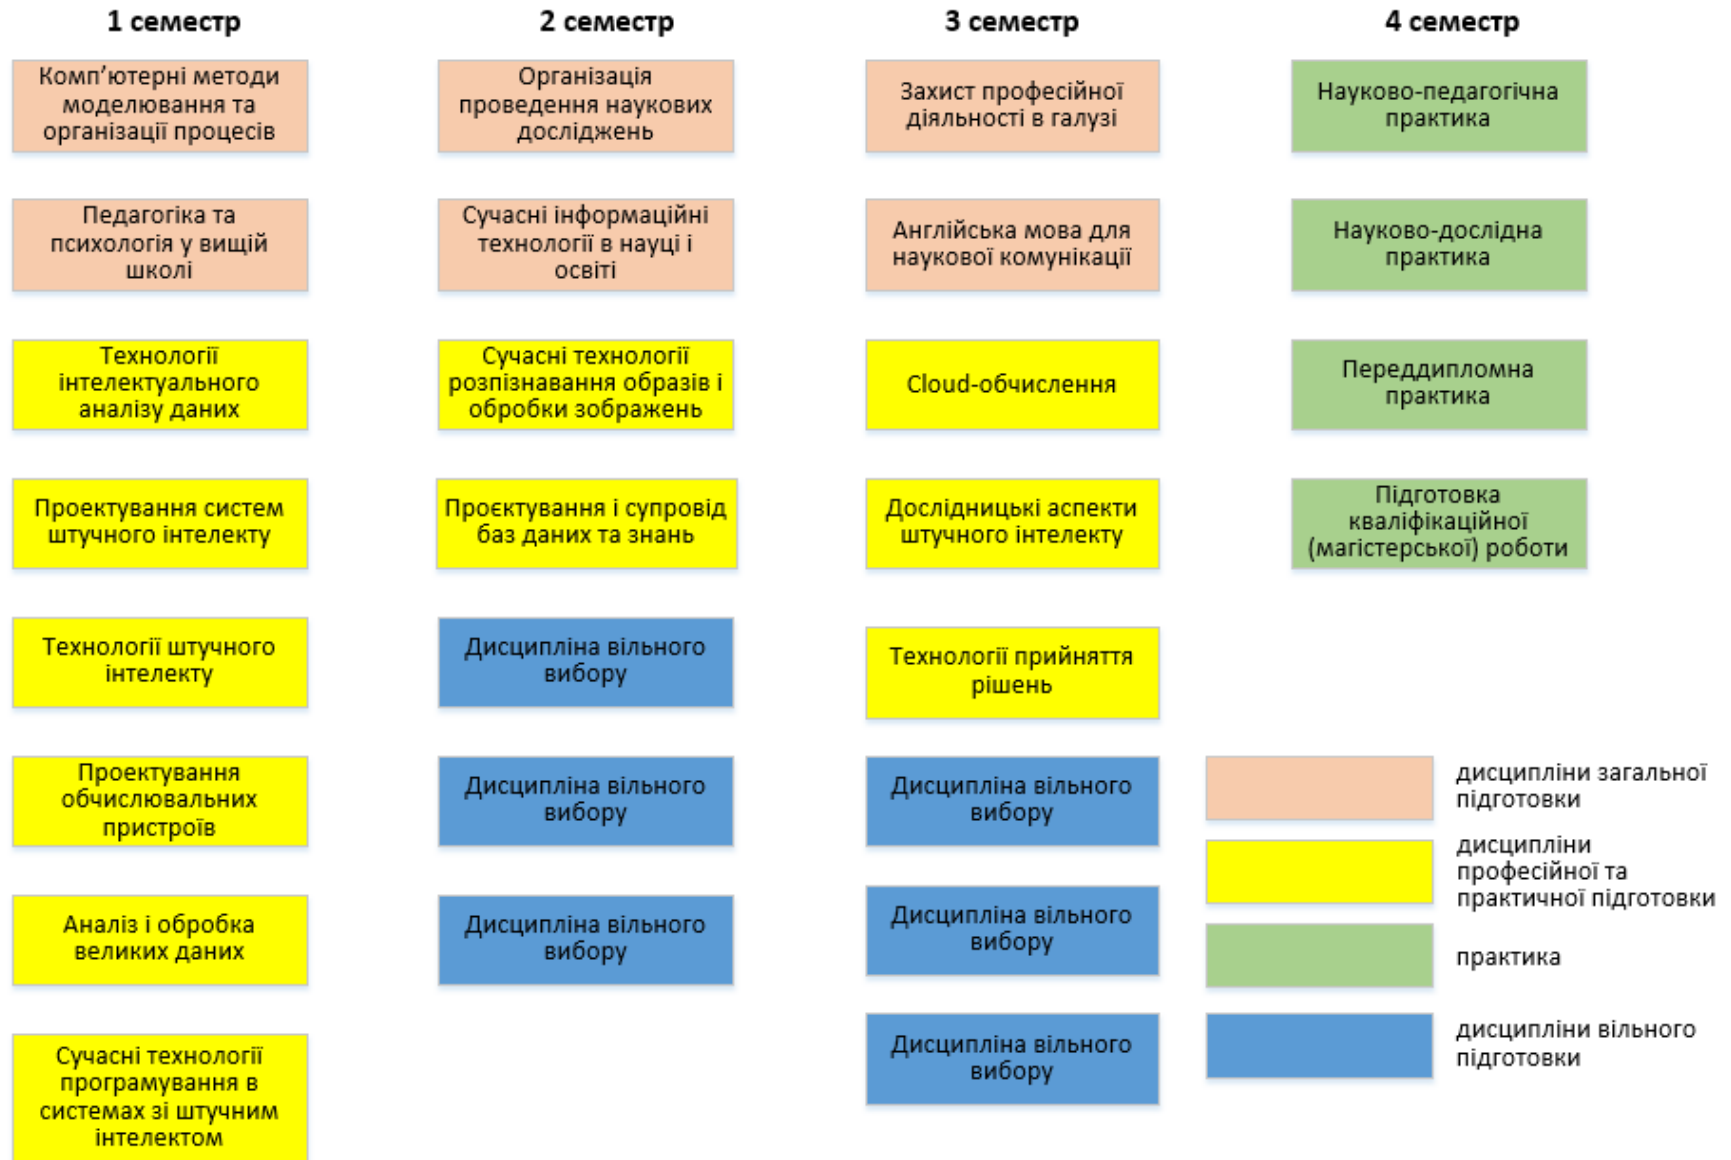 1 семестр
2 семестр
3 семестр
4 семестр
Комп’ютерні методи
моделювання та
організації процесів
Організація
проведення наукових
досліджень
Захист професійної
діяльності в галузі
Науково-педагогічна
практика
Педагогіка та
психологія у вищій
школі
Сучасні інформаційні
технології в науці і
освіті
Англійська мова для
наукової комунікації
Науково-дослідна
практика
Технології
інтелектуального
аналізу даних
Сучасні технології
розпізнавання образів і
обробки зображень
Cloud-обчислення
Переддипломна
практика
Проектування систем
штучного інтелекту
Проєктування і супровід
баз даних та знань
Дослідницькі аспекти
штучного інтелекту
Підготовка
кваліфікаційної
(магістерської) роботи
Технології штучного
інтелекту
Дисципліна вільного
вибору
Технології прийняття
рішень
Проектування
обчислювальних
пристроїв
Дисципліна вільного
вибору
Дисципліна вільного
вибору
дисципліни загальної
підготовки
дисципліни
професійної та
практичної підготовки
Аналіз і обробка
великих даних
Дисципліна вільного
вибору
Дисципліна вільного
вибору
практика
Сучасні технології
програмування в
системах зі штучним
інтелектом
Дисципліна вільного
вибору
дисципліни вільного
підготовки